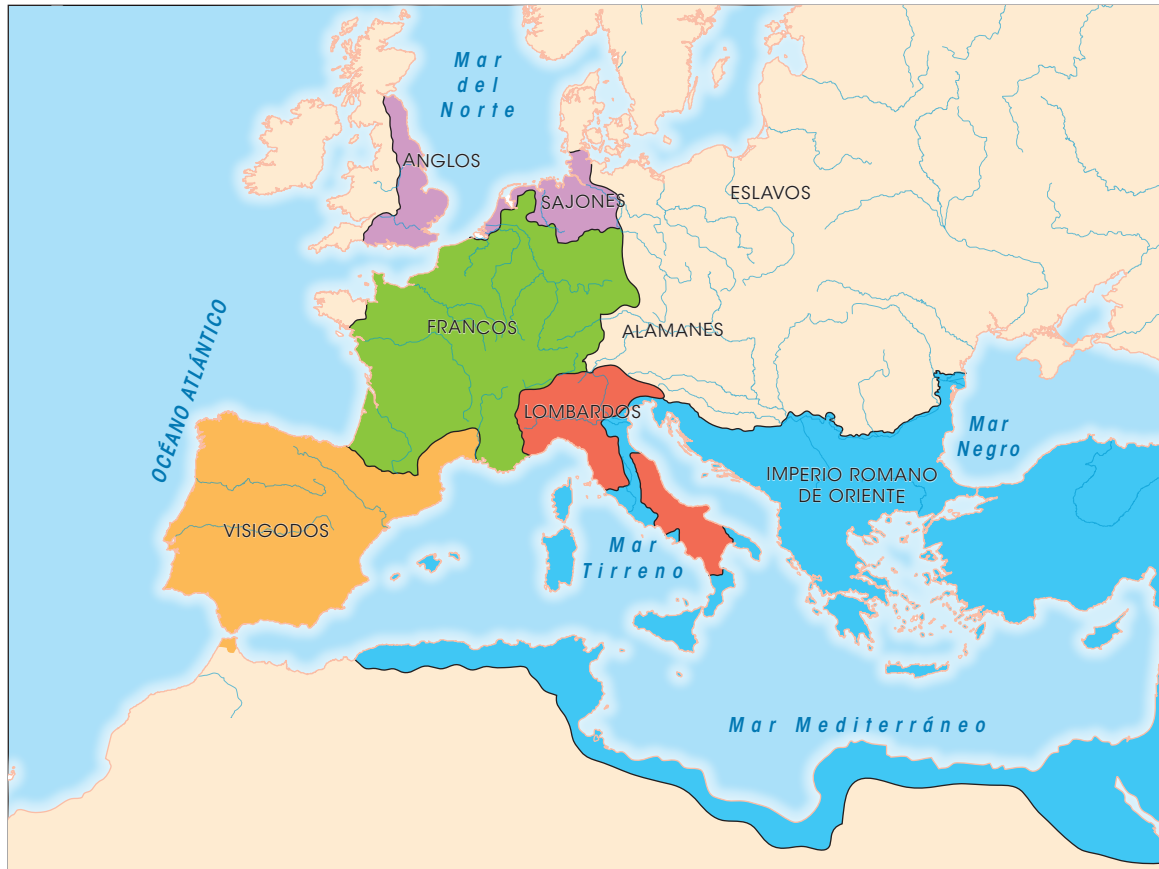 Mar
del
Norte
ANGLOS
SAJONES
ESLAVOS
OCÉANO ATLÁNTICO
FRANCOS
ALAMANES
LOMBARDOS
Mar
Negro
IMPERIO ROMANO
DE ORIENTE
VISIGODOS
Mar
Tirreno
Mar Mediterráneo